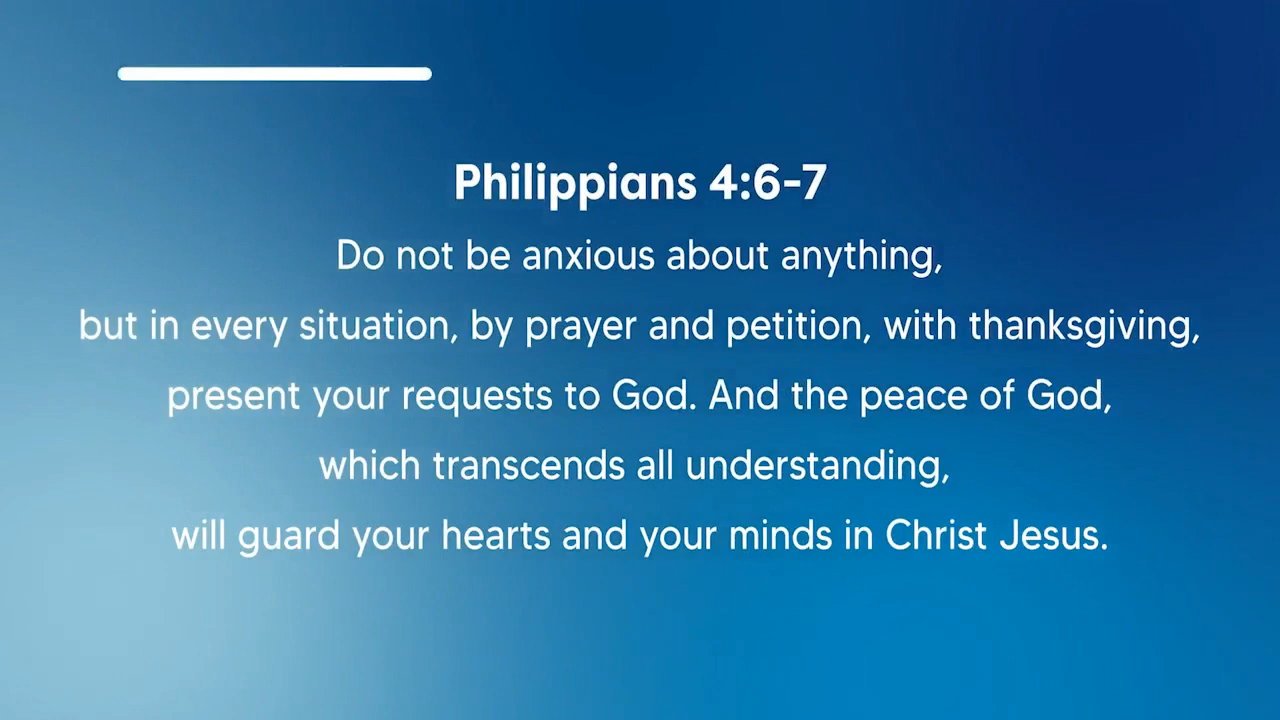 Philippians 4:6-7
Do not be anxious about anything,
but in every situation, by prayer and petition, with thanksgiving,
present your requests to God. And the peace of God,
which transcends all understanding,
will guard your hearts and your minds in Christ Jesus.